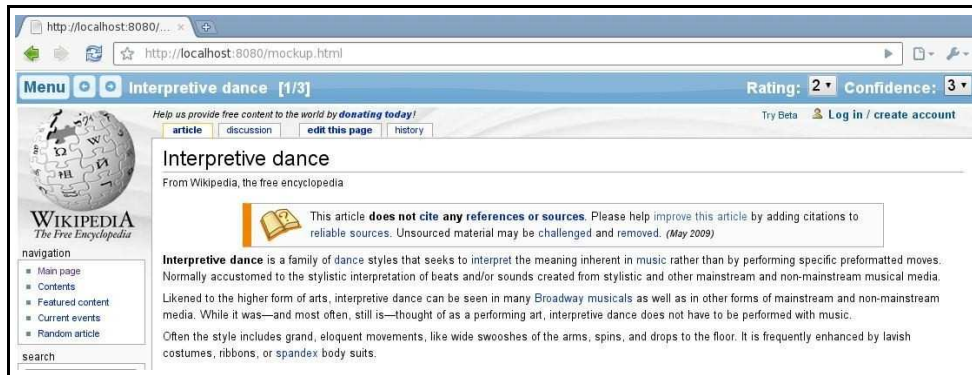 http://localhost:8080/...
http://localhost:8080/mockup.html
Menu Interpretive dance [1/3] Rating: 2 Confidence: 3
Help us provide free content to the world by donating today!
Try Beta Log in / create account
article discussion edit this page history
Interpretive dance
From Wikipedia, the free encyclopedia
This article does not cite any references or sources. Please help improve this article by adding citations to
reliable sources. Unsourced material may be challenged and removed. (May 2009)
WIKIPEDIA
The Free Encyclopedia
navigation
Main page
Contents
Featured content
Current events
Random article
search
Interpretive dance is a family of dance styles that seeks to interpret the meaning inherent in music rather than by performing specific preformatted moves.
Normally accustomed to the stylistic interpretation of beats and/or sounds created from stylistic and other mainstream and non-mainstream musical media.
Likened to the higher form of arts, interpretive dance can be seen in many Broadway musicals as well as in other forms of mainstream and non-mainstream
media. While it was—and most often, still is—thought of as a performing art, interpretive dance does not have to be performed with music.
Often the style includes grand, eloquent movements, like wide swooshes of the arms, spins, and drops to the floor. It is frequently enhanced by lavish
costumes, ribbons, or spandex body suits.